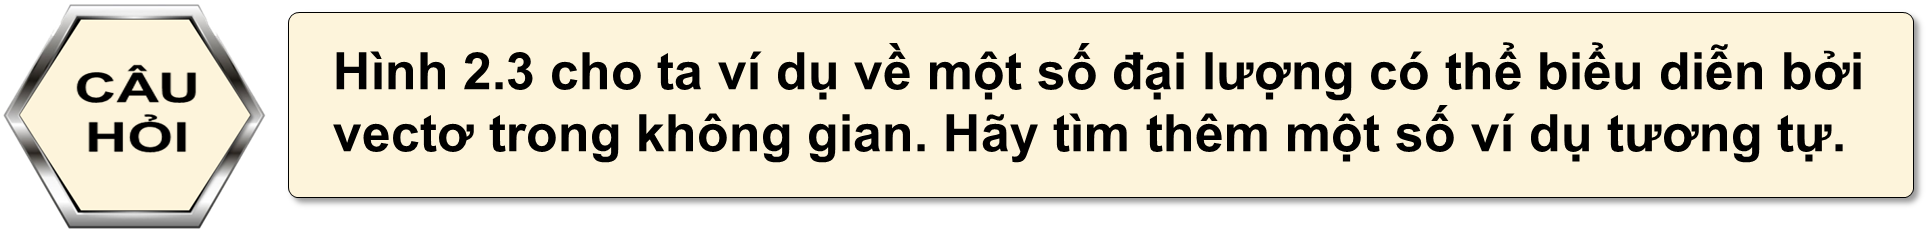 CÂU
HỎI
Hình 2.3 cho ta ví dụ về một số đại lượng có thể biểu diễn bởi
vectơ trong không gian. Hãy tìm thêm một số ví dụ tương tự.